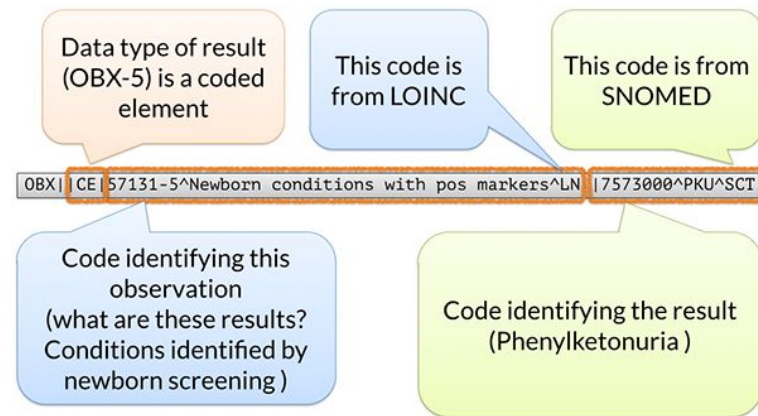 Data type of result
(OBX-5) is a coded
element
This code is
from LOINC
This code is from
SNOMED
OBX||CE|57131-5^Newborn conditions with pos markers^LN||7573000^PKU^SCT
Code identifying this
observation
(what are these results?
Conditions identified by
newborn screening )
Code identifying the result
(Phenylketonuria )